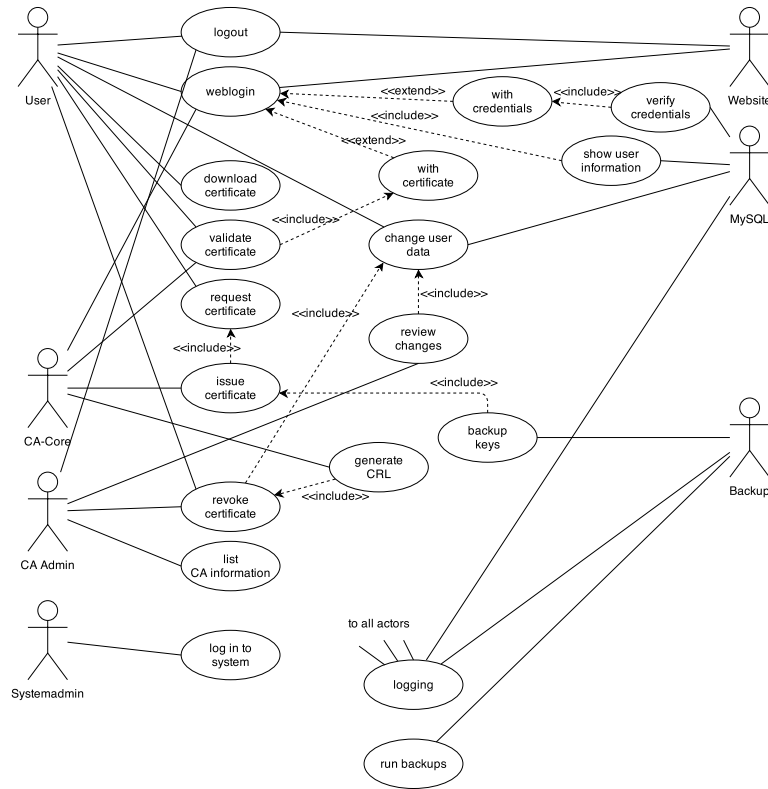 logout
User
weblogin
<<extend>>
with
credentials
<<include>>
verify
credentials
Website
<<include>>
<<extend>>
show user
information
with
certificate
MySQL
download
certificate
<<include>>
validate
certificate
change user
data
request
certificate
<<include>>
<<include>>
<<include>>
review
changes
issue
certificate
<<include>>
CA-Core
backup
keys
generate
CRL
Backup
<<include>>
revoke
certificate
CA Admin
list
CA information
to all actors
log in to
system
Systemadmin
logging
run backups